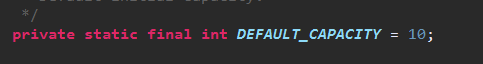 */
private static final int DEFAULT_CAPACITY = 10;